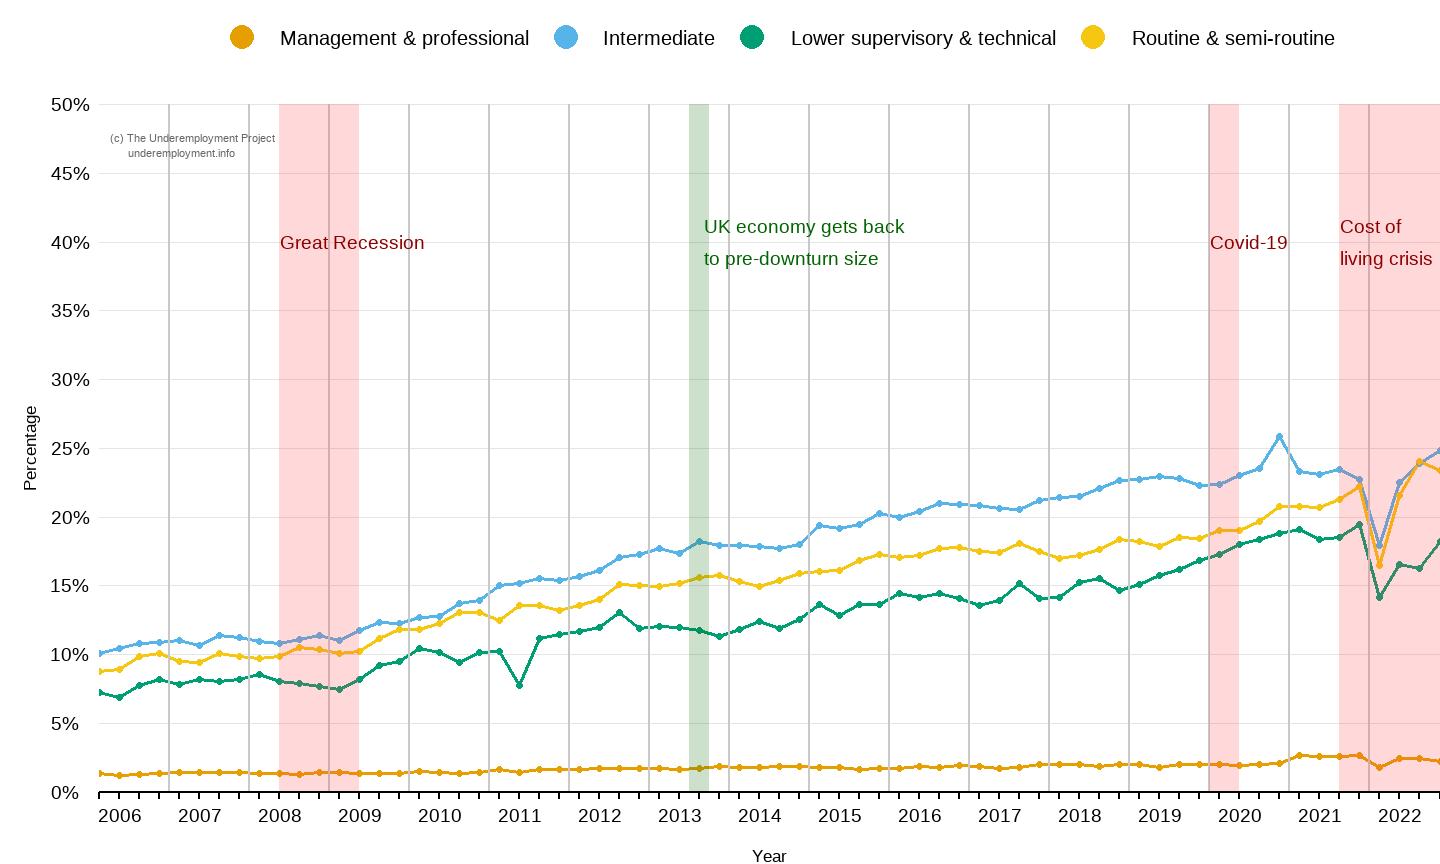 Management & professional
Intermediate
Lower supervisory & technical
Routine & semi-routine
50%
(c) The Underemployment Project
underemployment.info
45%
UK economy gets back
Cost of
40%
Great Recession
Covid-19
to pre-downturn size
living crisis
35%
30%
25%
Percentage
20%
15%
10%
5%
0%
2006 2007 2008 2009 2010 2011 2012 2013 2014 2015 2016 2017 2018 2019 2020 2021 2022
Year